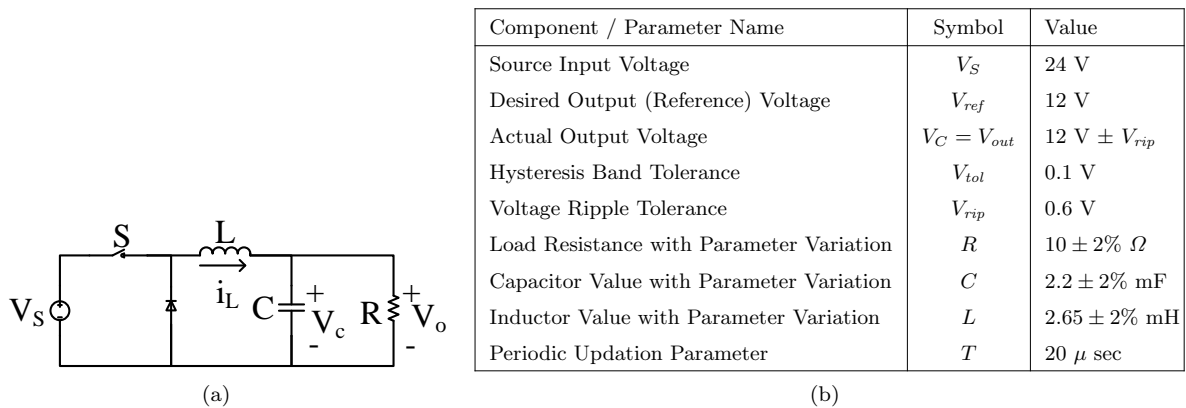 S
L
V_S
i_L
C
+
V_c
-
R
+
V_o
-
(a)
Component / Parameter Name Symbol Value
Source Input Voltage V_S 24 V
Desired Output (Reference) Voltage V_ref 12 V
Actual Output Voltage V_C = V_out 12 V ± V_rip
Hysteresis Band Tolerance V_tol 0.1 V
Voltage Ripple Tolerance V_rip 0.6 V
Load Resistance with Parameter Variation R 10 ± 2% Ω
Capacitor Value with Parameter Variation C 2.2 ± 2% mF
Inductor Value with Parameter Variation L 2.65 ± 2% mH
Periodic Updation Parameter T 20 μ sec
(b)